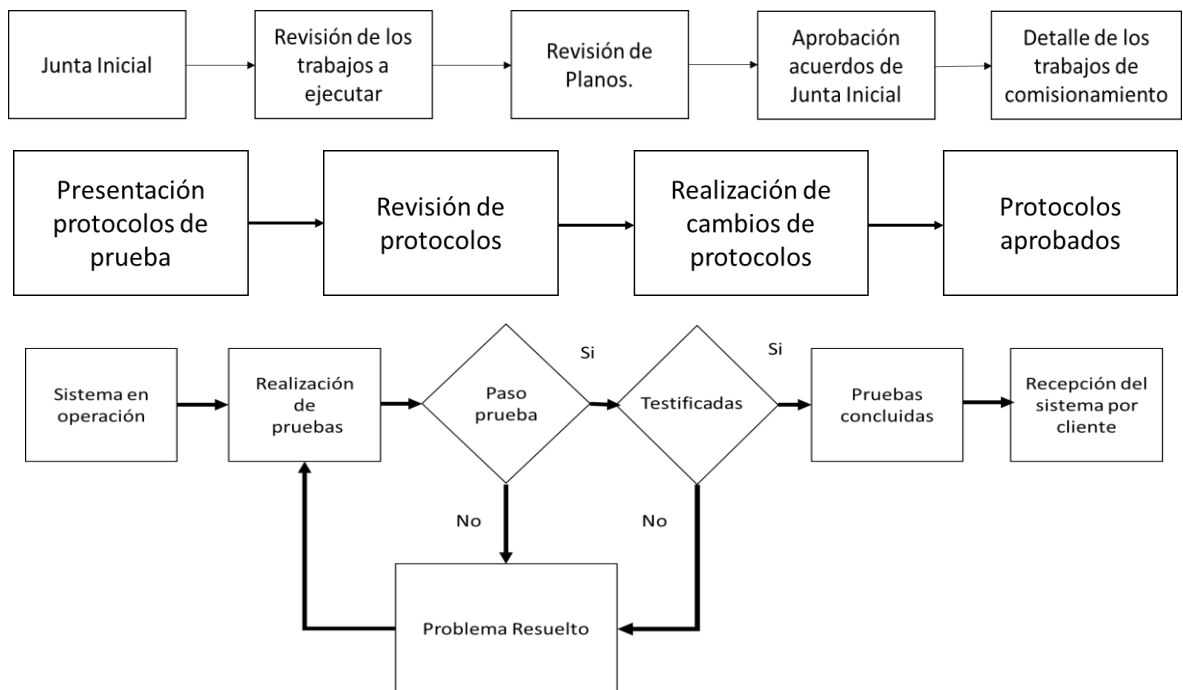 Junta Inicial
Revisión de los
trabajos a
ejecutar
Revisión de
Planos.
Aprobación
acuerdos de
Junta Inicial
Detalle de los
trabajos de
comisionamiento
Presentación
protocolos de
prueba
Revisión de
protocolos
Realización de
cambios de
protocolos
Protocolos
aprobados
Sistema en
operación
Realización
de
pruebas
Paso
prueba
Si
Testificadas
Si
Pruebas
concluidas
Recepción del
sistema por
cliente
No
No
Problema Resuelto